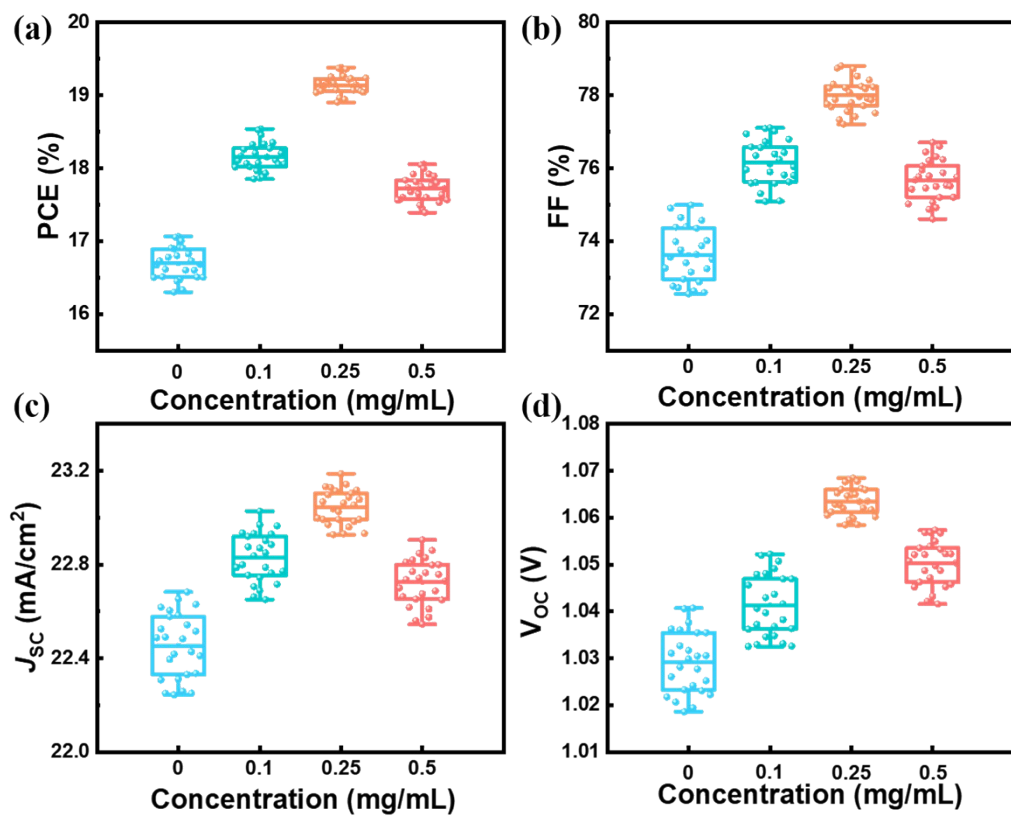 (a)
20
19
18
17
16
PCE (%)
0 0.1 0.25 0.5
Concentration (mg/mL)
(b)
80
78
76
74
72
FF (%)
0 0.1 0.25 0.5
Concentration (mg/mL)
(c)
23.2
22.8
22.4
22.0
J_SC (mA/cm²)
0 0.1 0.25 0.5
Concentration (mg/mL)
(d)
1.08
1.07
1.06
1.05
1.04
1.03
1.02
1.01
V_OC (V)
0 0.1 0.25 0.5
Concentration (mg/mL)